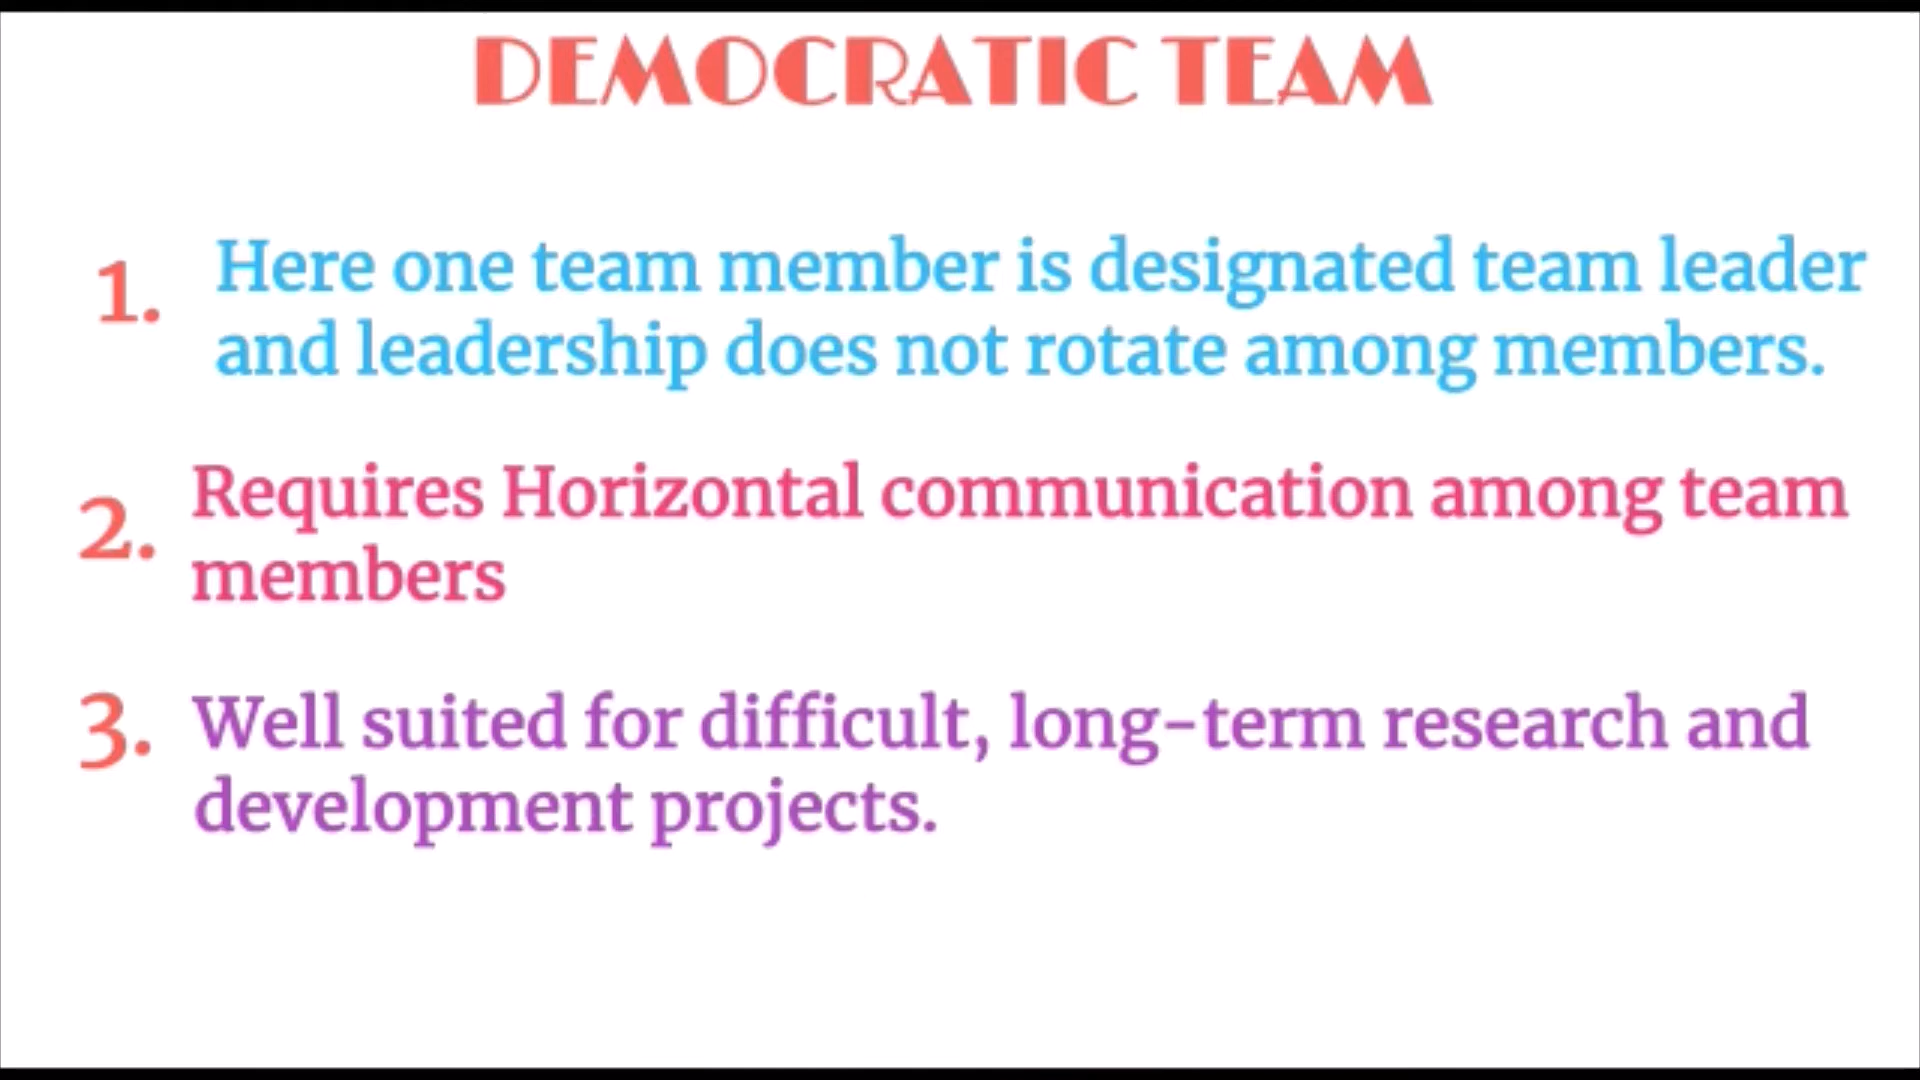 DEMOCRATIC TEAM
1. Here one team member is designated team leader
and leadership does not rotate among members.
2. Requires Horizontal communication among team
members
3. Well suited for difficult, long-term research and
development projects.